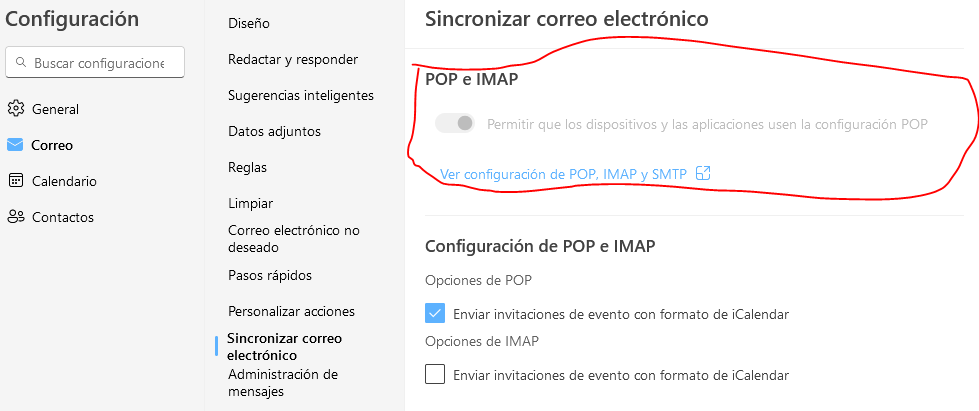 Configuración
Buscar configuracione
General
Correo
Calendario
Contactos
Diseño
Redactar y responder
Sugerencias inteligentes
Datos adjuntos
Reglas
Limpiar
Correo electrónico no
deseado
Pasos rápidos
Personalizar acciones
Sincronizar correo
electrónico
Administración de
mensajes
Sincronizar correo electrónico
POP e IMAP
Permitir que los dispositivos y las aplicaciones usen la configuración POP
Ver configuración de POP, IMAP y SMTP
Configuración de POP e IMAP
Opciones de POP
Enviar invitaciones de evento con formato de iCalendar
Opciones de IMAP
Enviar invitaciones de evento con formato de iCalendar